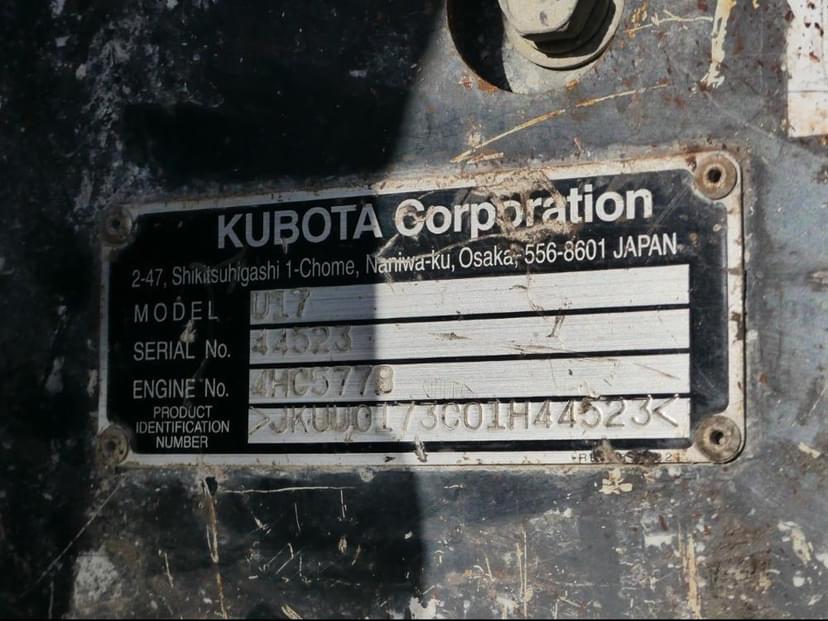 KUBOTA Corporation
2-47, Shikitsuhigashi 1-Chome, Naniwa-ku, Osaka, 556-8601 JAPAN
MODEL U17
SERIAL No. 44523
ENGINE No. 4HC5778
PRODUCT
IDENTIFICATION
NUMBER
>JKUU0173C01H44523<